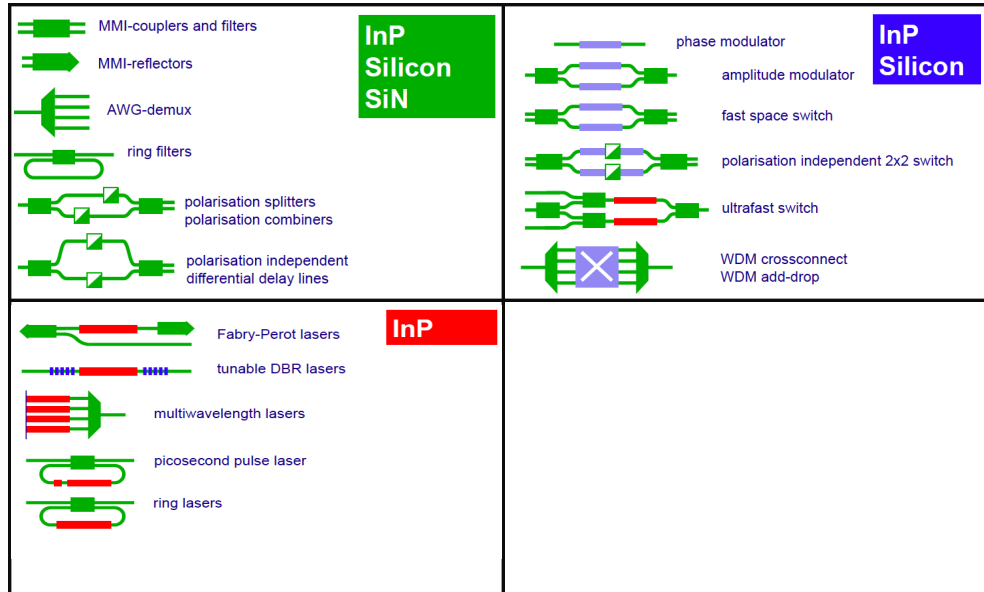 MMI-couplers and filters
MMI-reflectors
AWG-demux
ring filters
polarisation splitters
polarisation combiners
polarisation independent
differential delay lines
InP
Silicon
SiN
phase modulator
amplitude modulator
fast space switch
polarisation independent 2x2 switch
ultrafast switch
WDM crossconnect
WDM add-drop
InP
Silicon
Fabry-Perot lasers
tunable DBR lasers
multiwavelength lasers
picosecond pulse laser
ring lasers
InP